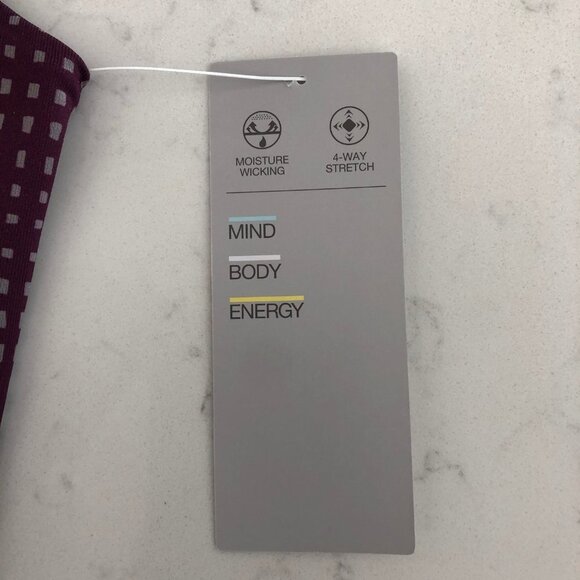 MOISTURE
WICKING
4-WAY
STRETCH
MIND
BODY
ENERGY